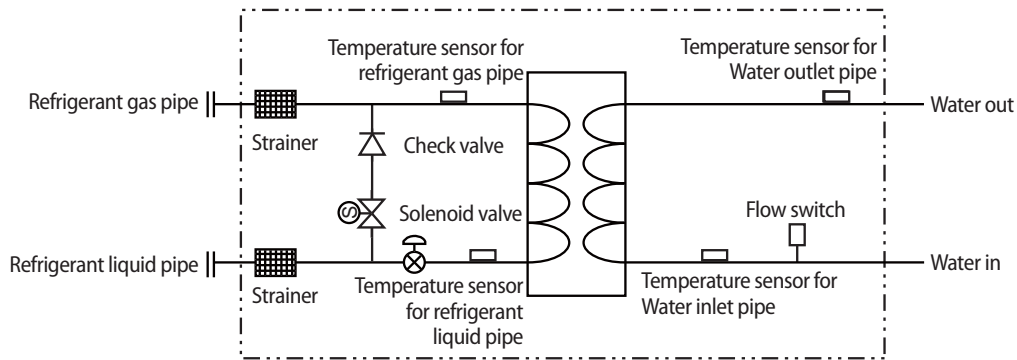 Temperature sensor for
refrigerant gas pipe
Temperature sensor for
Water outlet pipe
Refrigerant gas pipe
Water out
Strainer
Check valve
S
Solenoid valve
Flow switch
Refrigerant liquid pipe
Water in
Strainer
Temperature sensor
for refrigerant
liquid pipe
Temperature sensor for
Water inlet pipe